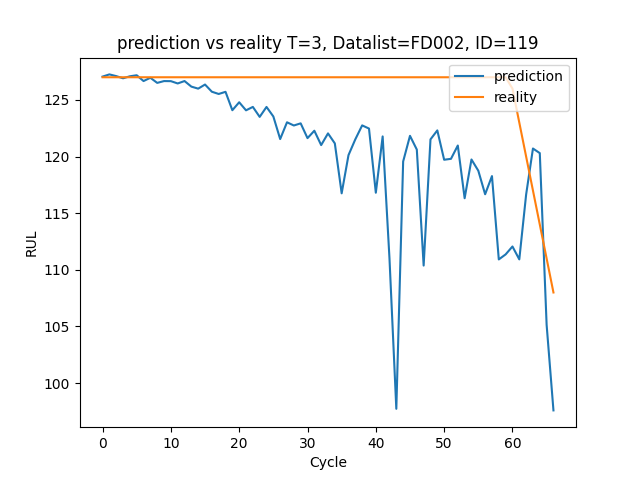 prediction vs reality T=3, Datalist=FD002, ID=119
prediction
reality
125
120
115
110
105
100
RUL
0 10 20 30 40 50 60
Cycle